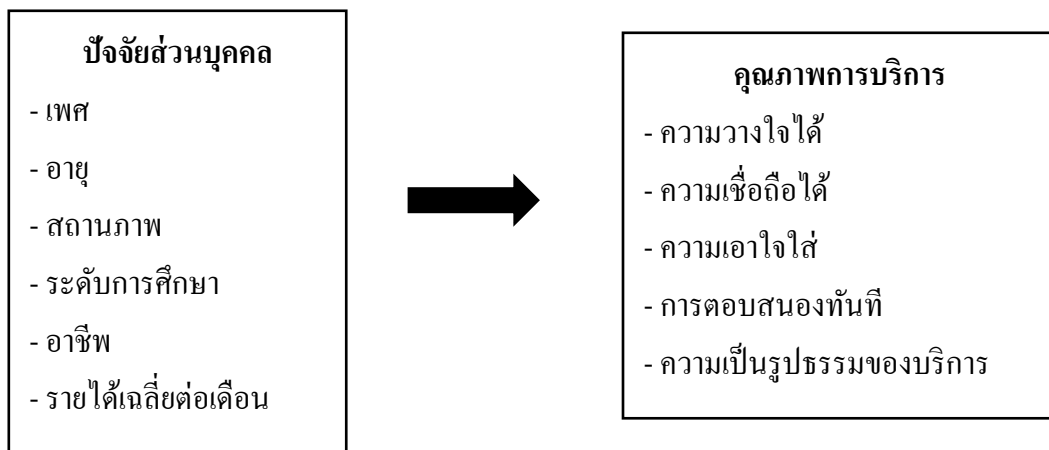 ปัจจัยส่วนบุคคล
- เพศ
- อายุ
- สถานภาพ
- ระดับการศึกษา
- อาชีพ
- รายได้เฉลี่ยต่อเดือน
คุณภาพการบริการ
- ความวางใจได้
- ความเชื่อถือได้
- ความเอาใจใส่
- การตอบสนองทันที
- ความเป็นรูปธรรมของบริการ